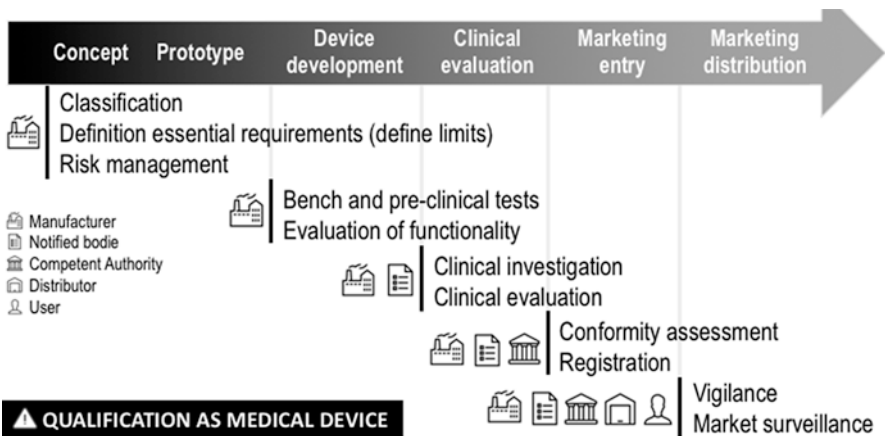 Concept
Prototype
Device
development
Clinical
evaluation
Marketing
entry
Marketing
distribution
Classification
Definition essential requirements (define limits)
Risk management
Bench and pre-clinical tests
Evaluation of functionality
Manufacturer
Notified bodie
Competent Authority
Distributor
User
Clinical investigation
Clinical evaluation
Conformity assessment
Registration
Vigilance
Market surveillance
QUALIFICATION AS MEDICAL DEVICE